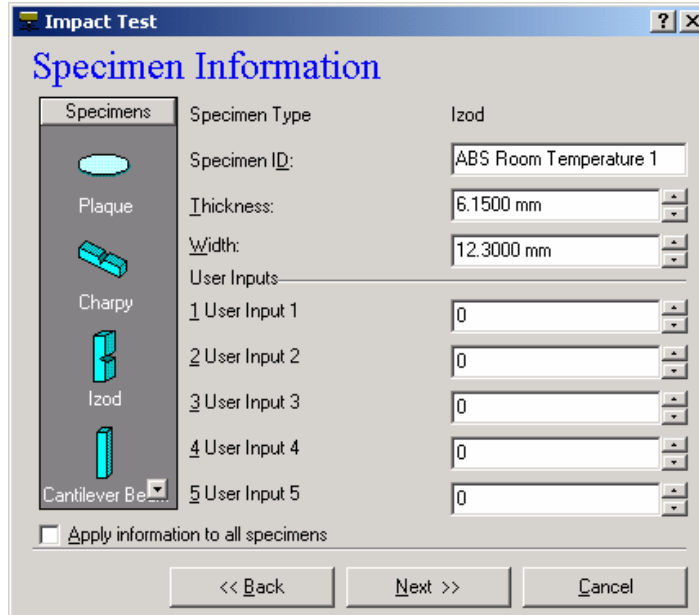 Impact Test
Specimen Information
Specimens
Plaque
Charpy
Izod
Cantilever Be...
Specimen Type Izod
Specimen ID: ABS Room Temperature 1
Thickness: 6.1500 mm
Width: 12.3000 mm
User Inputs
1 User Input 1 0
2 User Input 2 0
3 User Input 3 0
4 User Input 4 0
5 User Input 5 0
Apply information to all specimens
<< Back Next >> Cancel